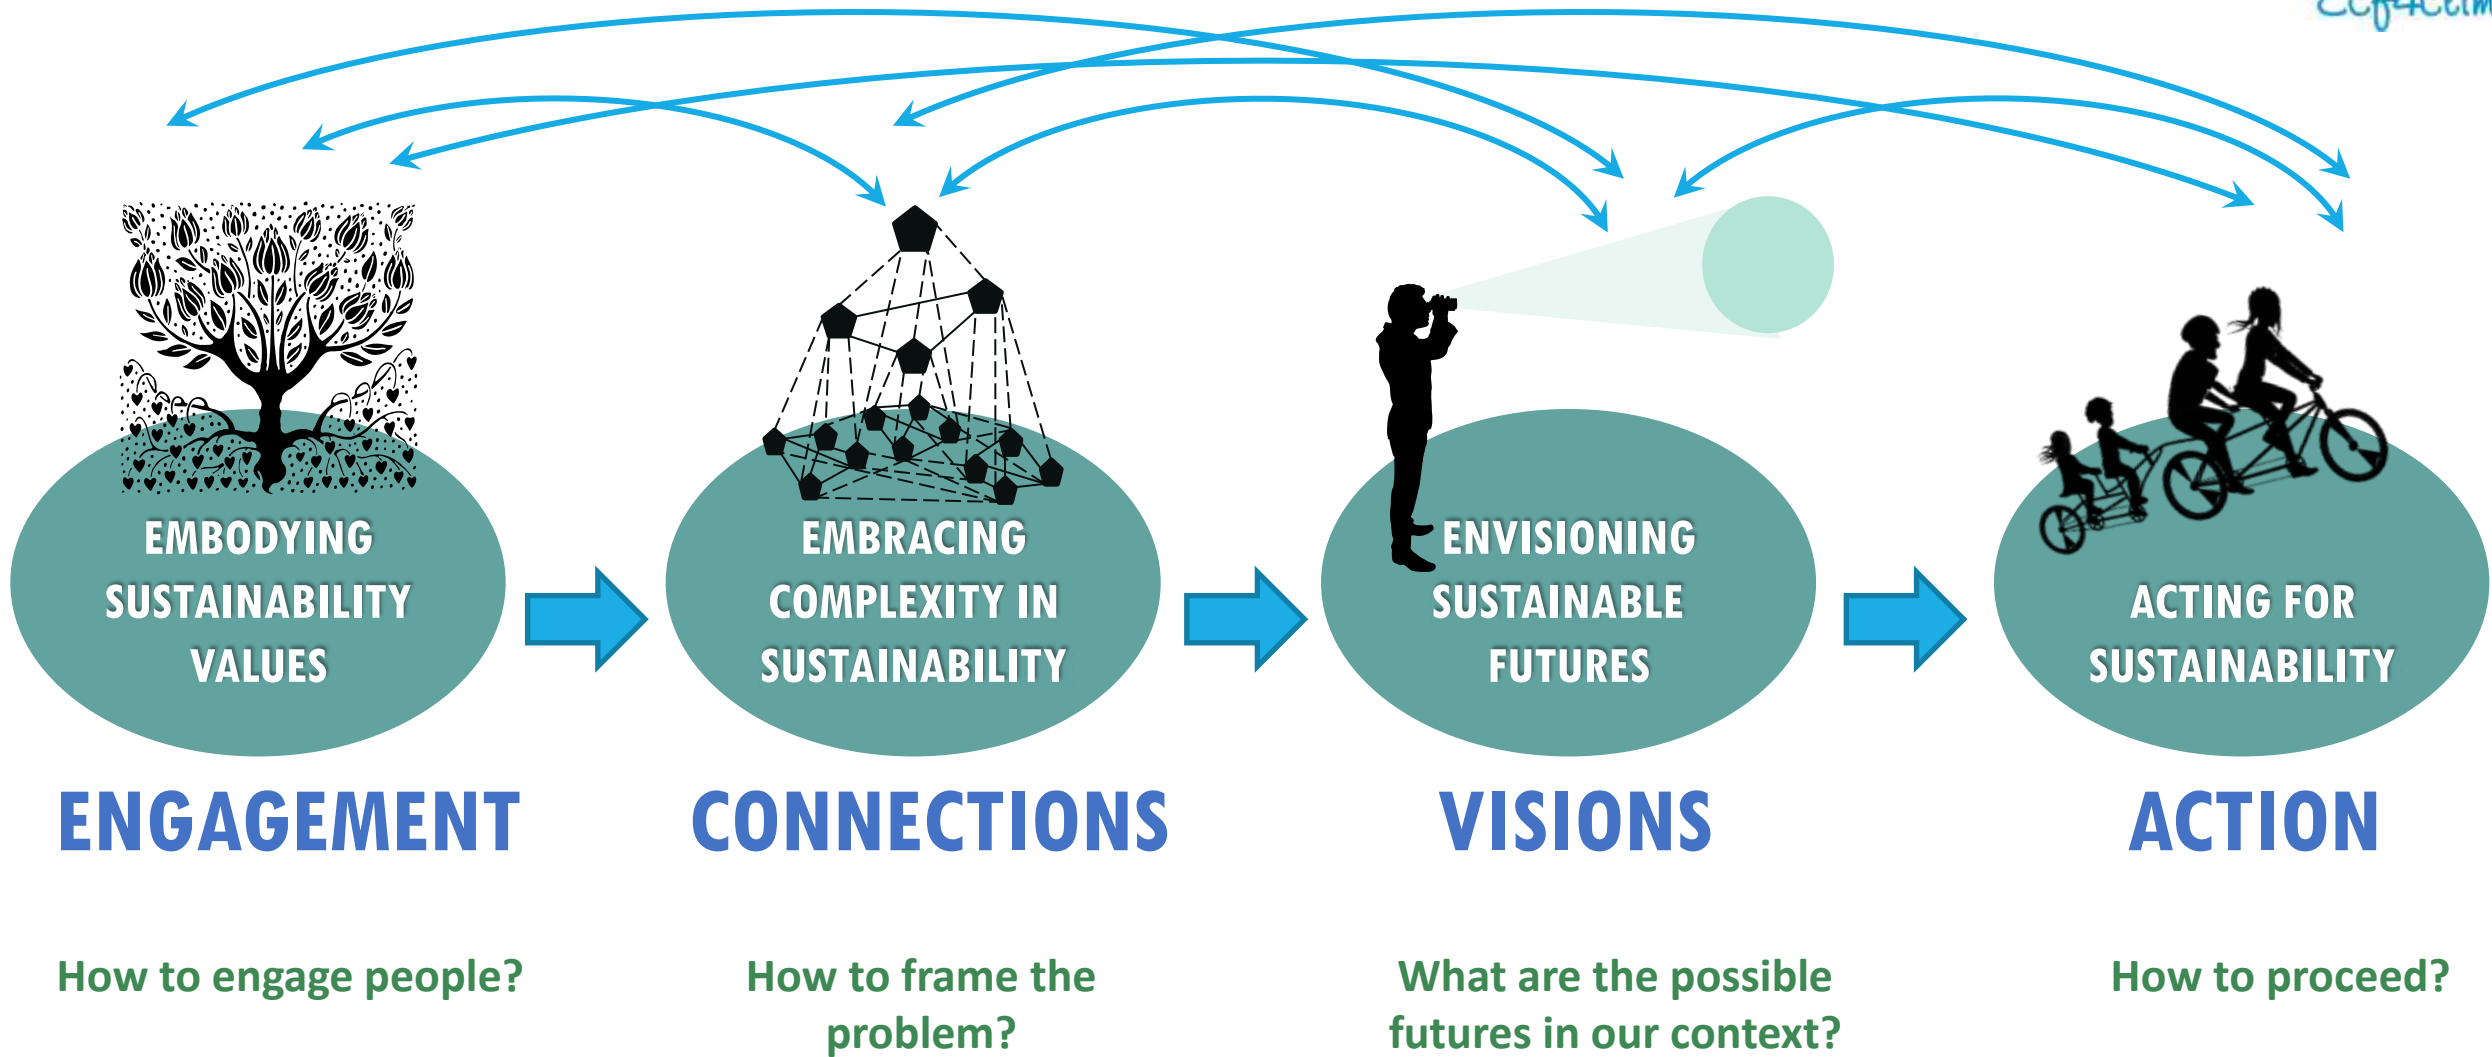 EMBODYING
SUSTAINABILITY
VALUES
EMBRACING
COMPLEXITY IN
SUSTAINABILITY
ENVISIONING
SUSTAINABLE
FUTURES
ACTING FOR
SUSTAINABILITY
ENGAGEMENT
CONNECTIONS
VISIONS
ACTION
How to engage people?
How to frame the
problem?
What are the possible
futures in our context?
How to proceed?